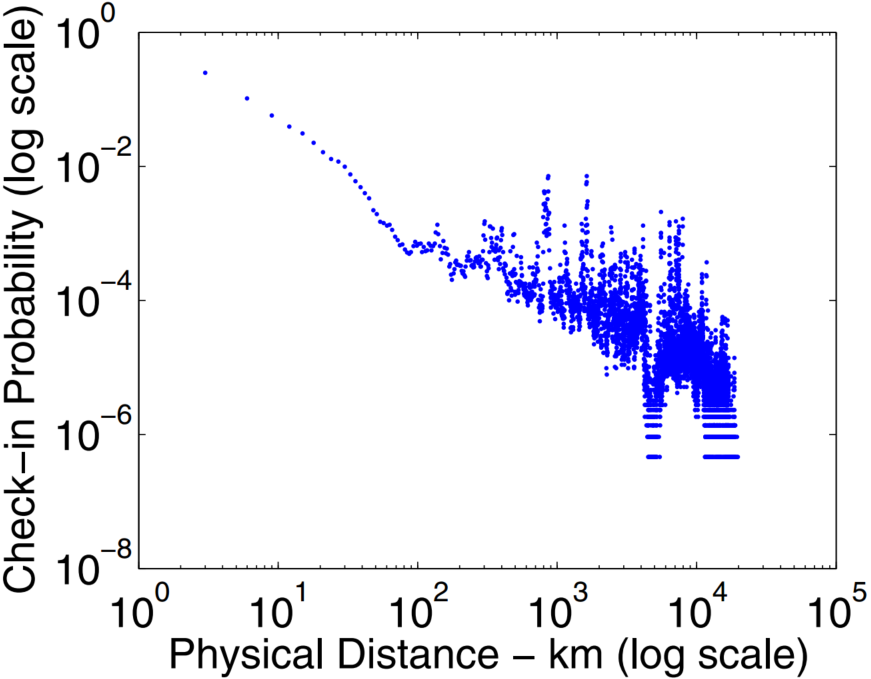 Check-in Probability (log scale)
10^0
10^-2
10^-4
10^-6
10^-8
10^0 10^1 10^2 10^3 10^4 10^5
Physical Distance - km (log scale)